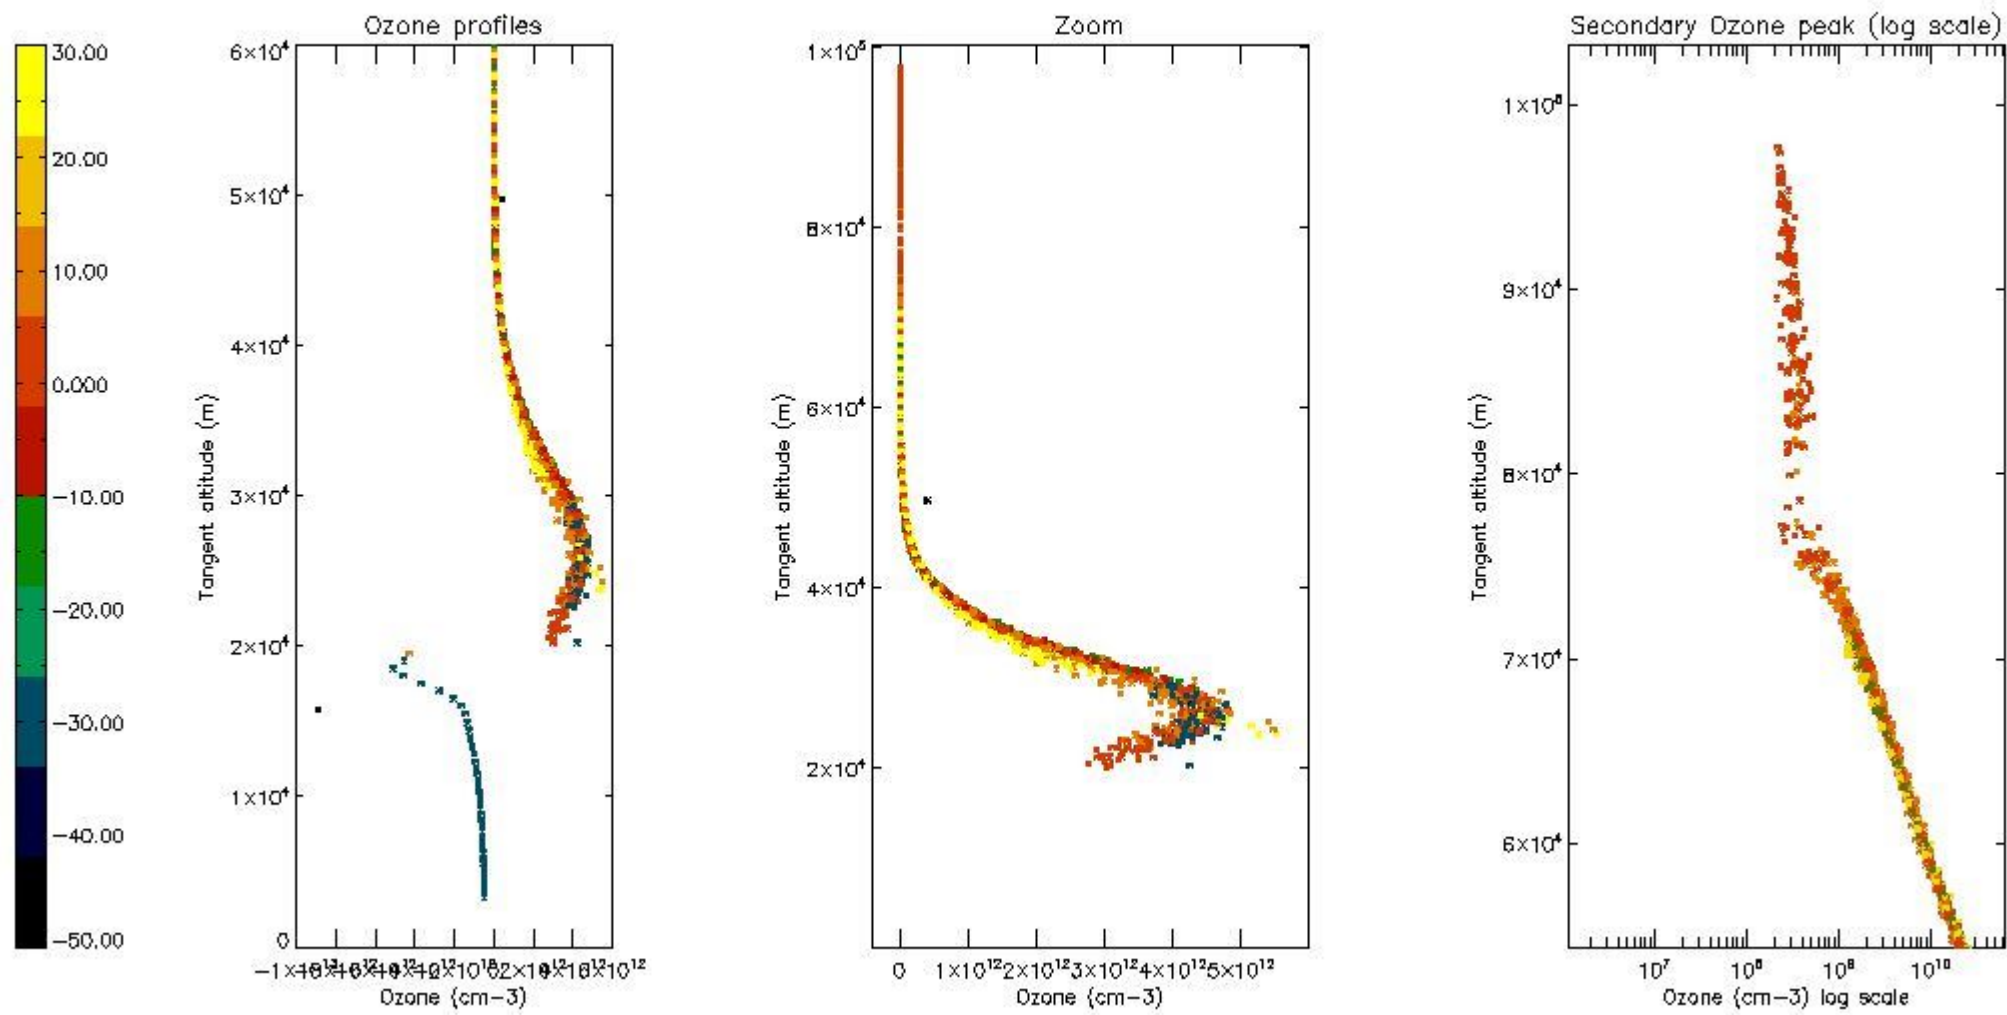 Ozone profiles
Zoom
Secondary Ozone peak (log scale)
30.00
20.00
10.00
0.000
−10.00
−20.00
−30.00
−40.00
−50.00
6×10⁴
5×10⁴
4×10⁴
3×10⁴
2×10⁴
1×10⁴
0
Tangent altitude (m)
Ozone (cm−3)
1×10⁵
8×10⁴
6×10⁴
4×10⁴
2×10⁴
Tangent altitude (m)
0 1×10¹² 2×10¹² 3×10¹² 4×10¹² 5×10¹²
Ozone (cm−3)
9×10⁴
8×10⁴
7×10⁴
6×10⁴
Tangent altitude (m)
10⁷ 10⁸ 10⁹ 10¹⁰
Ozone (cm−3) log scale